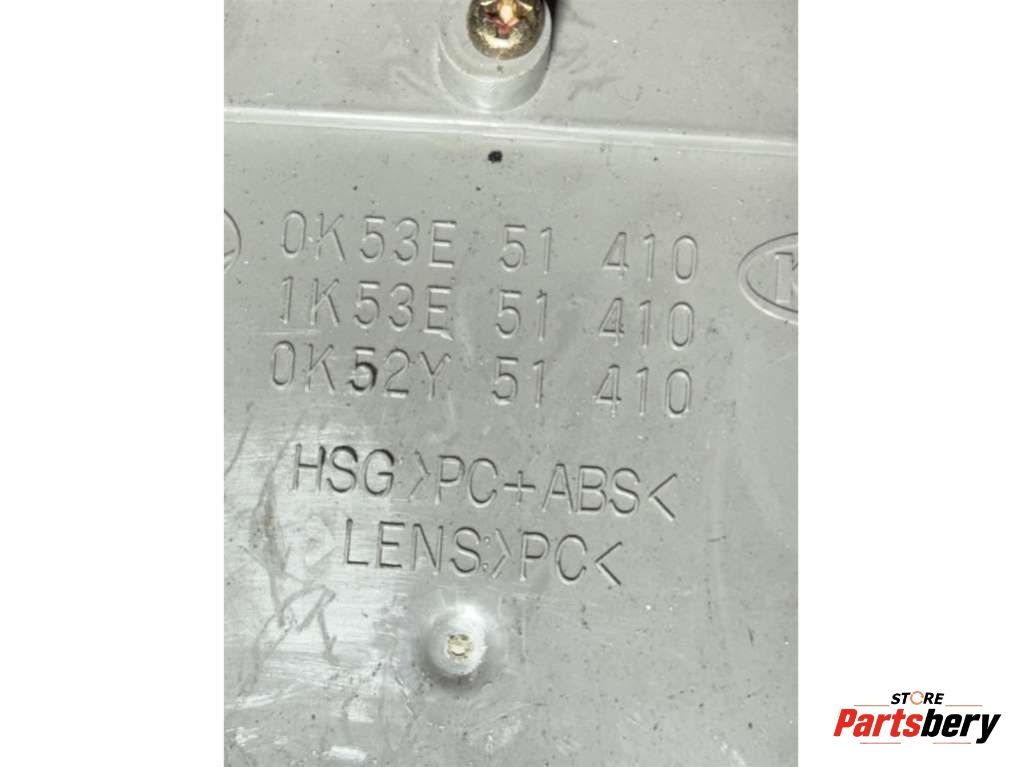 0K53E 51 410
1K53E 51 410
0K52Y 51 410
HSG:>PC+ABS<
LENS:>PC<
STORE
Partsbery